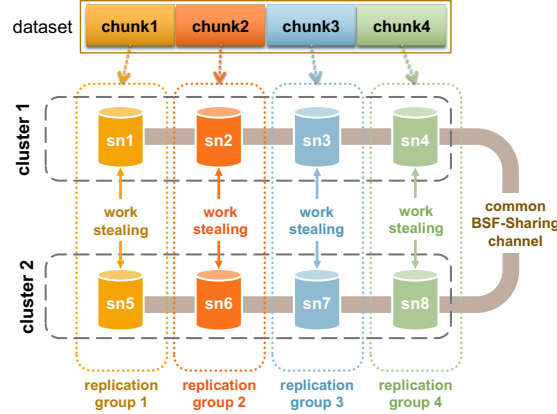 dataset
chunk1 chunk2 chunk3 chunk4
cluster 1
sn1 sn2 sn3 sn4
work stealing work stealing work stealing work stealing
common
BSF-Sharing
channel
cluster 2
sn5 sn6 sn7 sn8
replication group 1
replication group 2
replication group 3
replication group 4